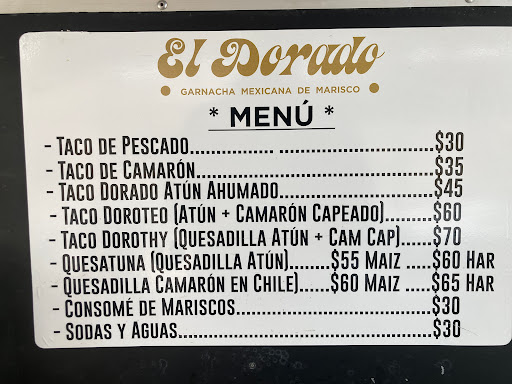 El Dorado
• GARNACHA MEXICANA DE MARISCO •
* MENÚ *
- TACO DE PESCADO................ .............................$30
- TACO DE CAMARÓN.............................................$35
- TACO DORADO ATÚN AHUMADO.............................$45
- TACO DOROTEO (ATÚN + CAMARÓN CAPEADO)........$60
- TACO DOROTHY (QUESADILLA ATÚN + CAM CAP)......$70
- QUESATUNA (QUESADILLA ATÚN).......$55 MAIZ .....$60 HAR
- QUESADILLA CAMARÓN EN CHILE).....$60 MAIZ .....$65 HAR
- CONSOMÉ DE MARISCOS.....................................$30
- SODAS Y AGUAS................................................$30